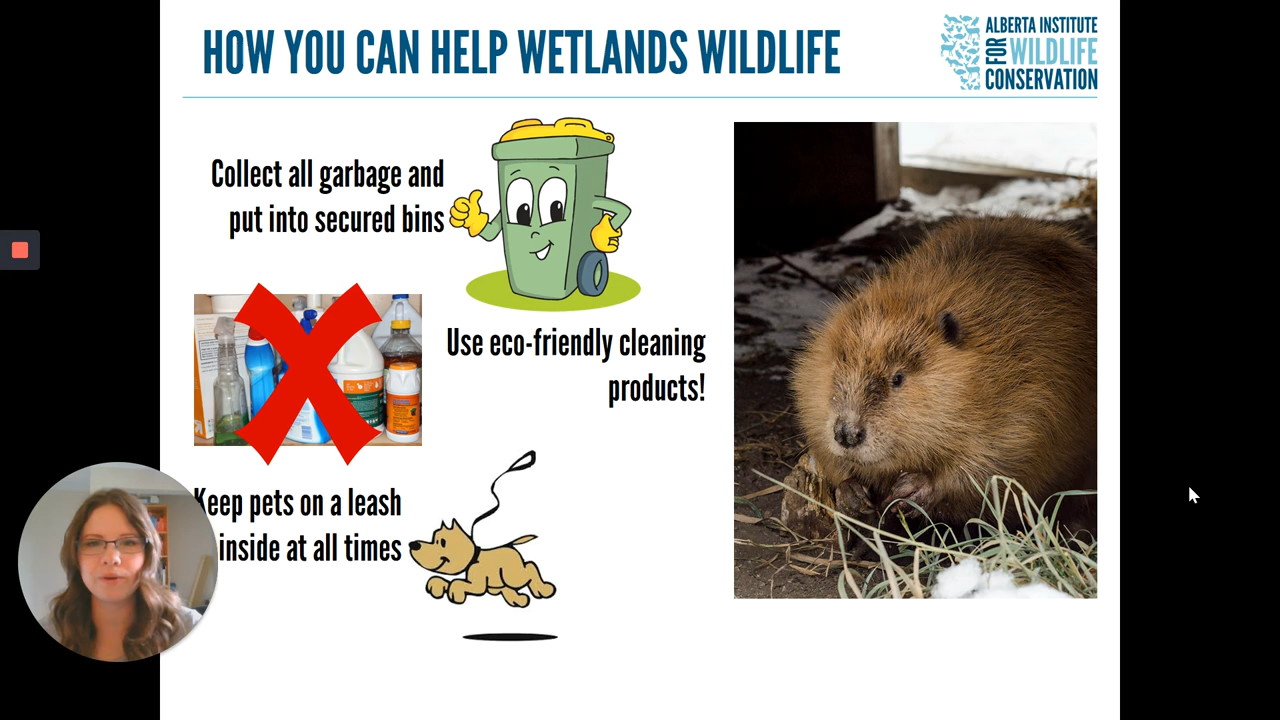 HOW YOU CAN HELP WETLANDS WILDLIFE
ALBERTA INSTITUTE
FOR WILDLIFE
CONSERVATION
Collect all garbage and
put into secured bins
Use eco-friendly cleaning
products!
Keep pets on a leash
inside at all times